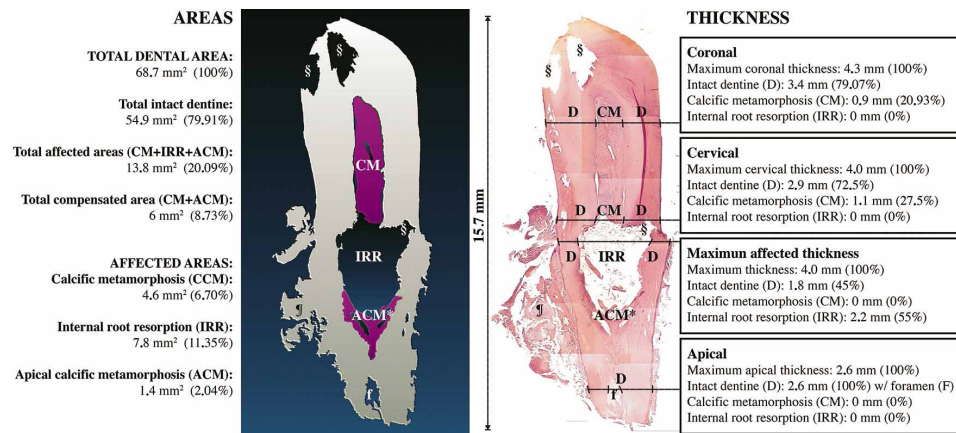 AREAS
TOTAL DENTAL AREA:
68.7 mm² (100%)
Total intact dentine:
54.9 mm² (79.91%)
Total affected areas (CM+IRR+ACM):
13.8 mm² (20.09%)
Total compensated area (CM+ACM):
6 mm² (8.73%)
AFFECTED AREAS:
Calcific metamorphosis (CCM):
4.6 mm² (6.70%)
Internal root resorption (IRR):
7.8 mm² (11.35%)
Apical calcific metamorphosis (ACM):
1.4 mm² (2.04%)
§
§
CM
§
IRR
ACM*
¶
f
15.7 mm
§
§
D CM D
D CM D
§
D IRR D
ACM*
¶
D
f
THICKNESS
Coronal
Maximum coronal thickness: 4.3 mm (100%)
Intact dentine (D): 3.4 mm (79.07%)
Calcific metamorphosis (CM): 0.9 mm (20.93%)
Internal root resorption (IRR): 0 mm (0%)
Cervical
Maximum cervical thickness: 4.0 mm (100%)
Intact dentine (D): 2.9 mm (72.5%)
Calcific metamorphosis (CM): 1.1 mm (27.5%)
Internal root resorption (IRR): 0 mm (0%)
Maximun affected thickness
Maximum thickness: 4.0 mm (100%)
Intact dentine (D): 1.8 mm (45%)
Calcific metamorphosis (CM): 0 mm (0%)
Internal root resorption (IRR): 2.2 mm (55%)
Apical
Maximum apical thickness: 2.6 mm (100%)
Intact dentine (D): 2.6 mm (100%) w/ foramen (F)
Calcific metamorphosis (CM): 0 mm (0%)
Internal root resorption (IRR): 0 mm (0%)